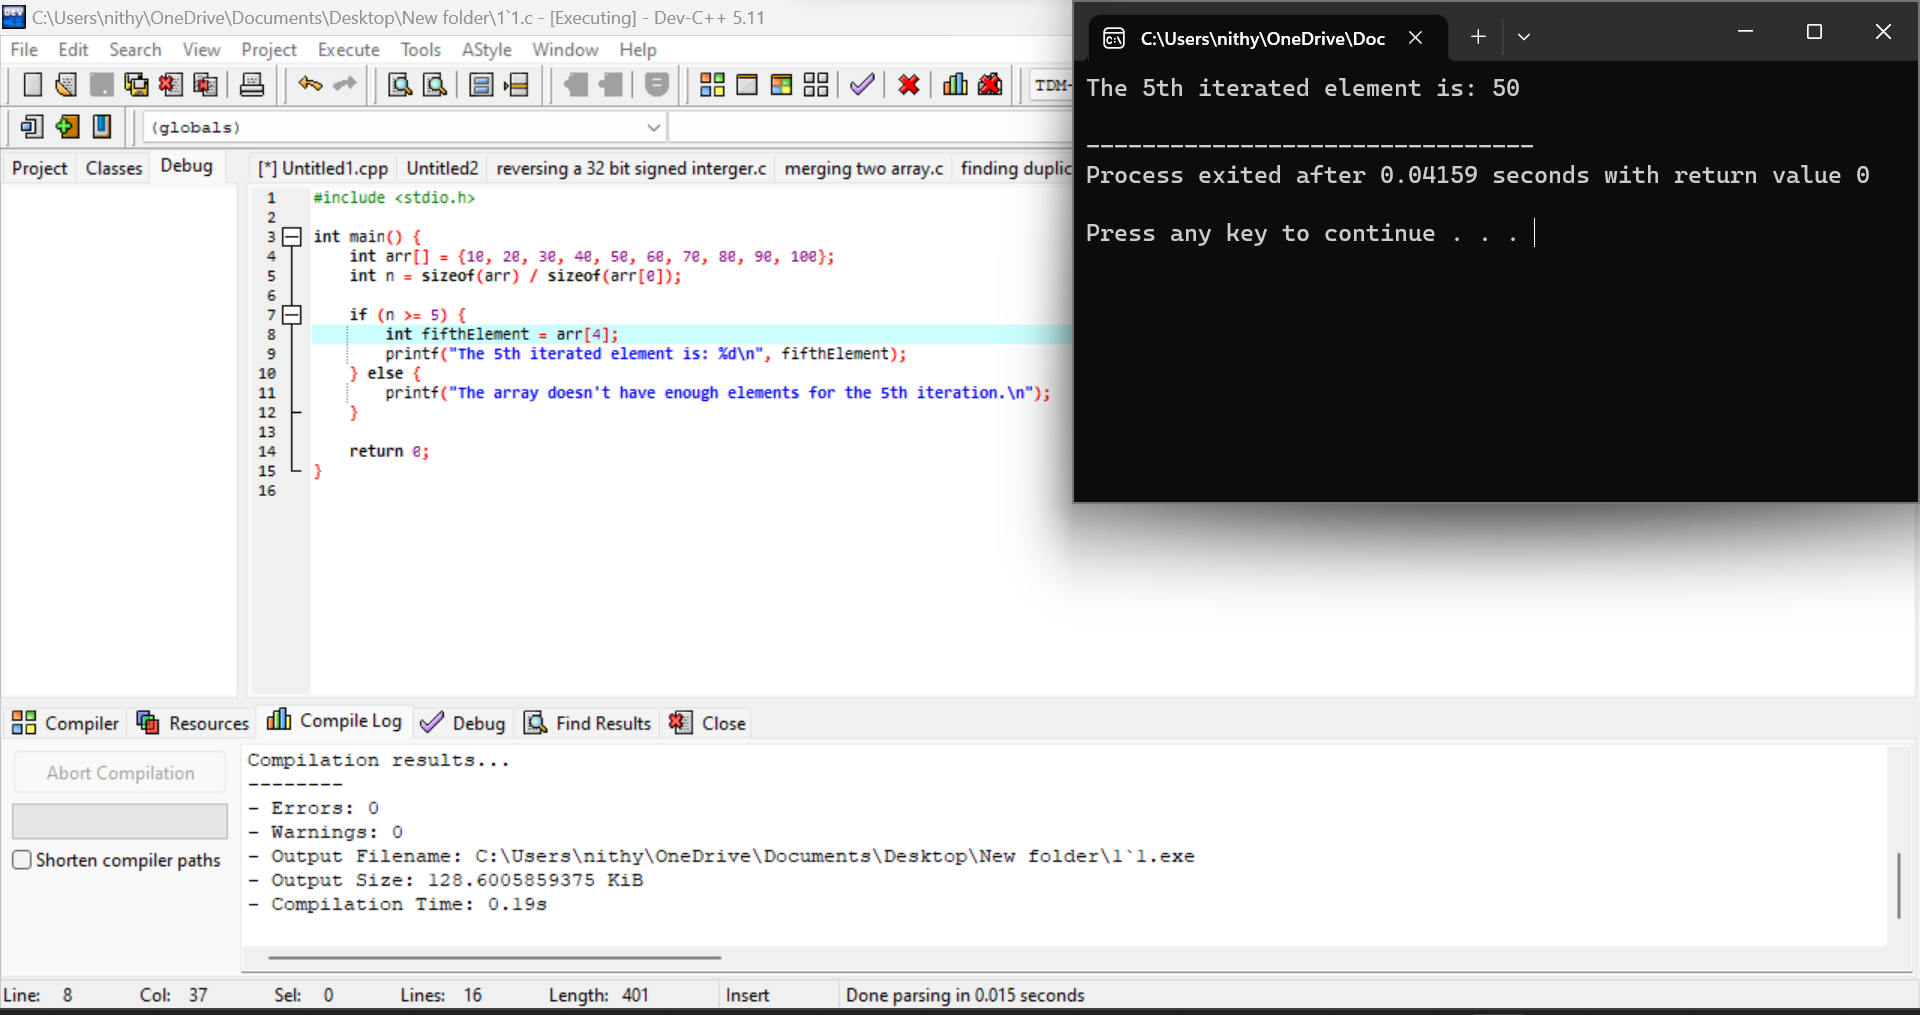 C:\Users\nithy\OneDrive\Documents\Desktop\New folder\1`1.c - [Executing] - Dev-C++ 5.11
File Edit Search View Project Execute Tools AStyle Window Help
TDM-
(globals)
Project Classes Debug
[*] Untitled1.cpp Untitled2 reversing a 32 bit signed interger.c merging two array.c finding duplic
1 #include <stdio.h>
2
3 int main() {
4 int arr[] = {10, 20, 30, 40, 50, 60, 70, 80, 90, 100};
5 int n = sizeof(arr) / sizeof(arr[0]);
6
7 if (n >= 5) {
8 int fifthElement = arr[4];
9 printf("The 5th iterated element is: %d\n", fifthElement);
10 } else {
11 printf("The array doesn't have enough elements for the 5th iteration.\n");
12 }
13
14 return 0;
15 }
16
C:\Users\nithy\OneDrive\Doc
The 5th iterated element is: 50
--------------------------------
Process exited after 0.04159 seconds with return value 0
Press any key to continue . . .
Compiler Resources Compile Log Debug Find Results Close
Abort Compilation
Shorten compiler paths
Compilation results...
--------
- Errors: 0
- Warnings: 0
- Output Filename: C:\Users\nithy\OneDrive\Documents\Desktop\New folder\1`1.exe
- Output Size: 128.6005859375 KiB
- Compilation Time: 0.19s
Line: 8 Col: 37 Sel: 0 Lines: 16 Length: 401 Insert Done parsing in 0.015 seconds